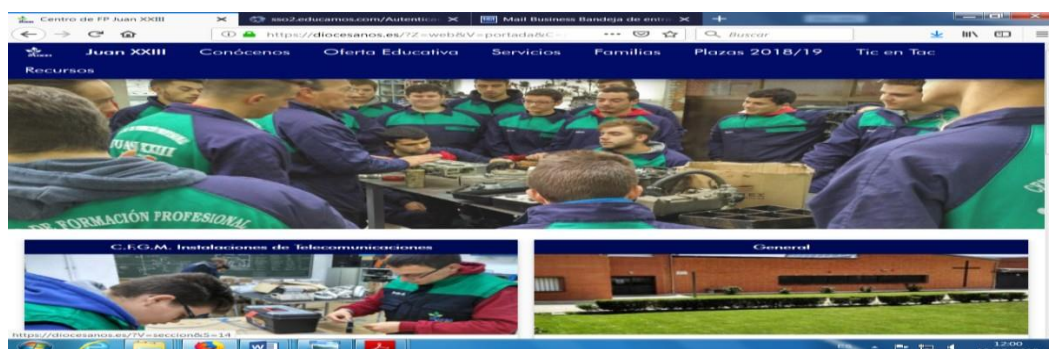 Centro de FP Juan XXIII
sso2.educamos.com/Autentica
Mail Business Bandeja de entr
https://diocesanos.es/?Z=web&V=portada&C=
Buscar
Juan XXIII Conócenos Oferta Educativa Servicios Familias Plazas 2018/19 Tic en Tac
Recursos
JUAN XXIII
DE FORMACIÓN PROFESIONAL
C.F.G.M. Instalaciones de Telecomunicaciones
General
https://diocesanos.es/?V=seccion&S=14
12:00